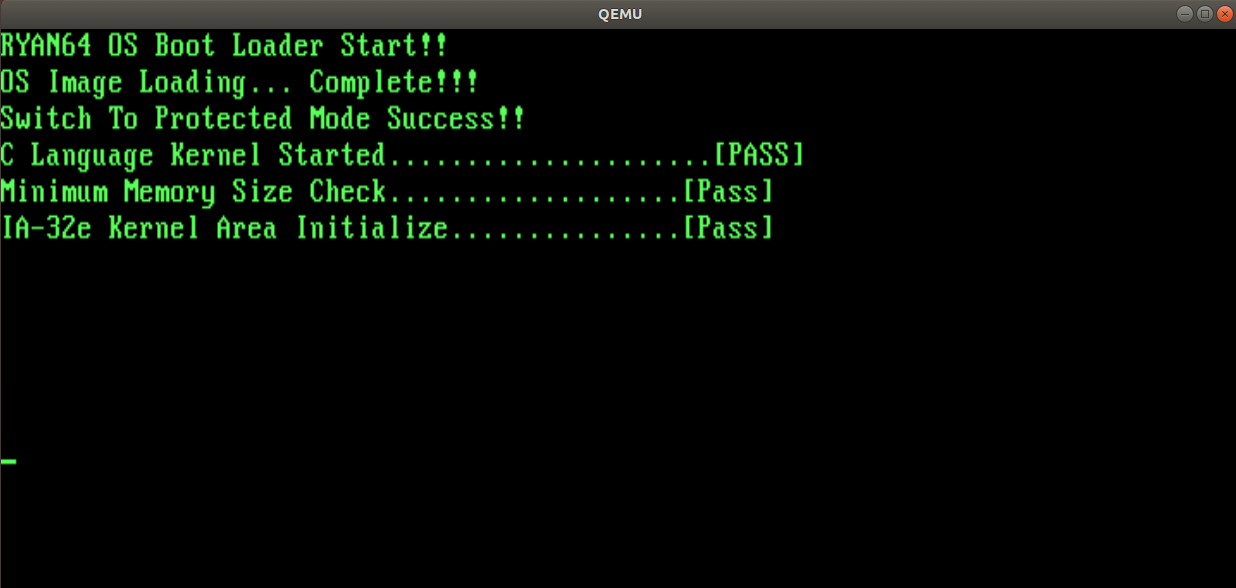 QEMU
RYAN64 OS Boot Loader Start!!
OS Image Loading... Complete!!!
Switch To Protected Mode Success!!
C Language Kernel Started.....................[PASS]
Minimum Memory Size Check...................[Pass]
IA-32e Kernel Area Initialize...............[Pass]